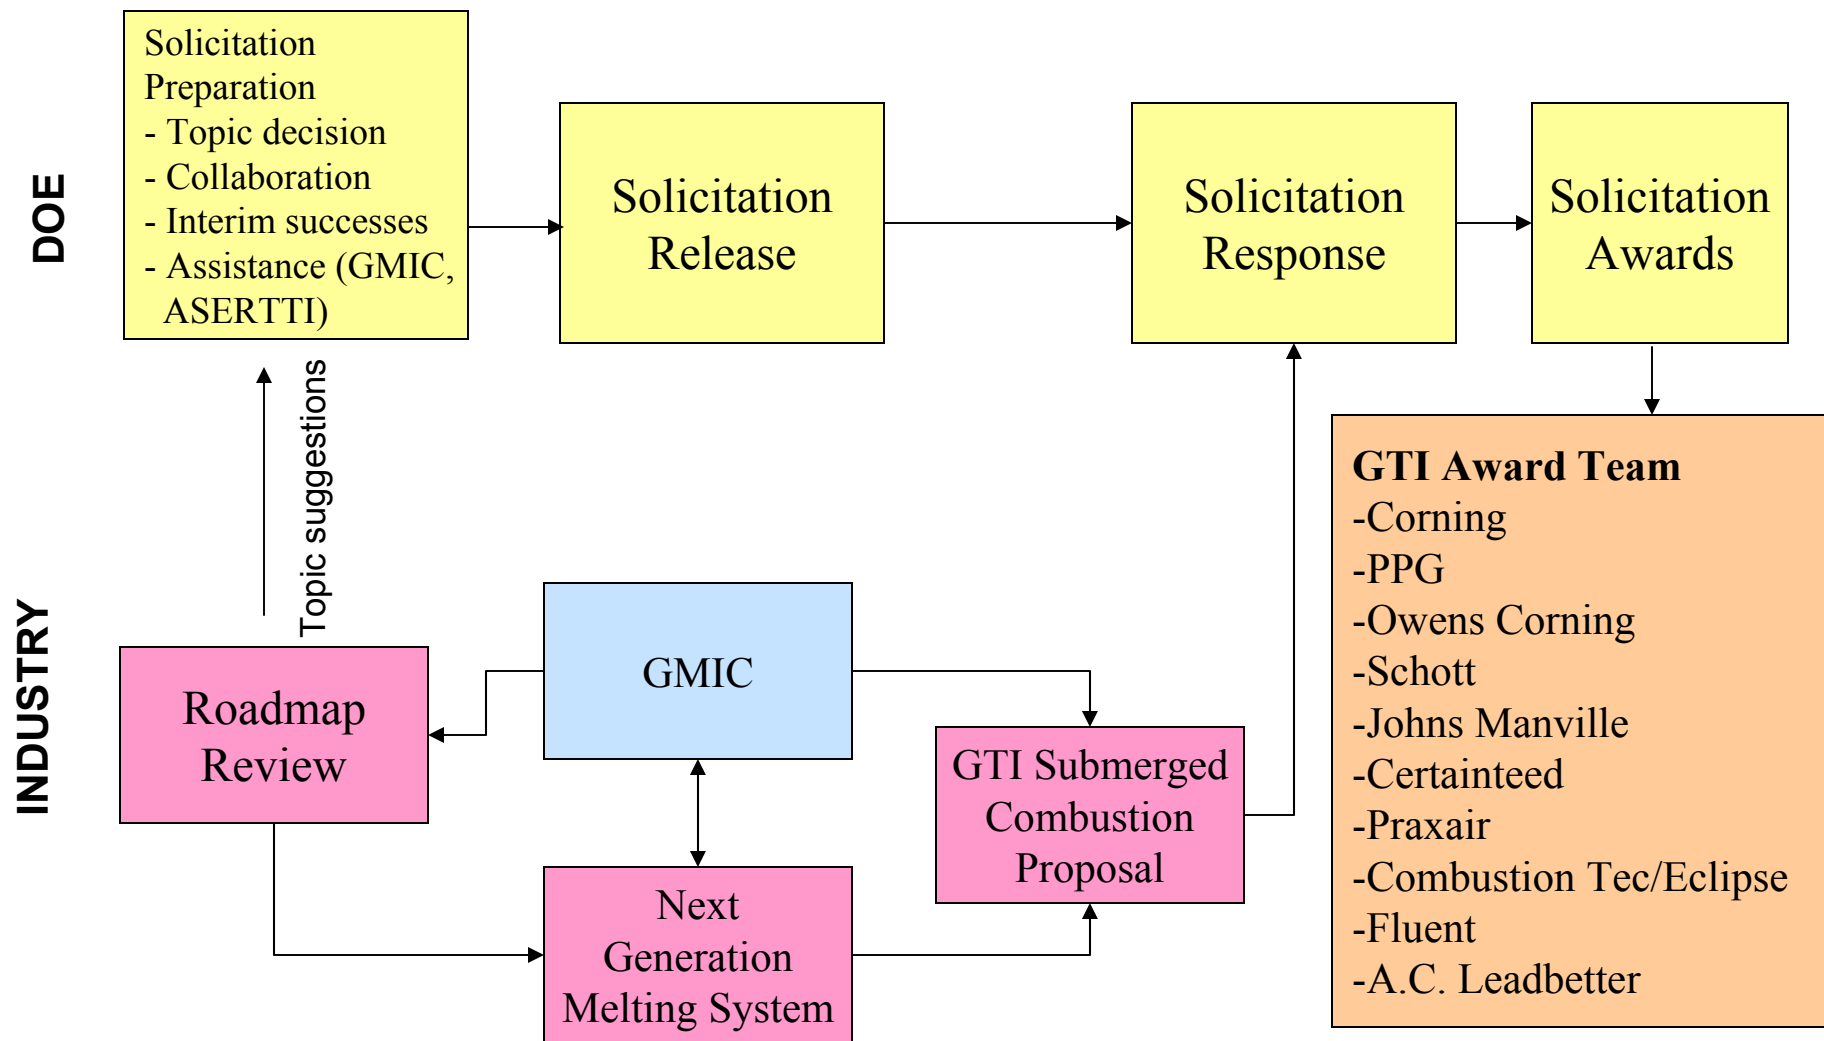 DOE
Solicitation
Preparation
- Topic decision
- Collaboration
- Interim successes
- Assistance (GMIC,
ASERTTI)
Solicitation
Release
Solicitation
Response
Solicitation
Awards
Topic suggestions
INDUSTRY
Roadmap
Review
GMIC
Next
Generation
Melting System
GTI Submerged
Combustion
Proposal
GTI Award Team
-Corning
-PPG
-Owens Corning
-Schott
-Johns Manville
-Certainteed
-Praxair
-Combustion Tec/Eclipse
-Fluent
-A.C. Leadbetter